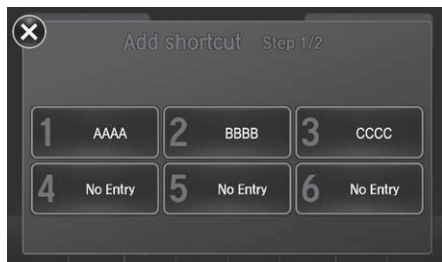 Add shortcut Step 1/2
1 AAAA 2 BBBB 3 CCCC
4 No Entry 5 No Entry 6 No Entry